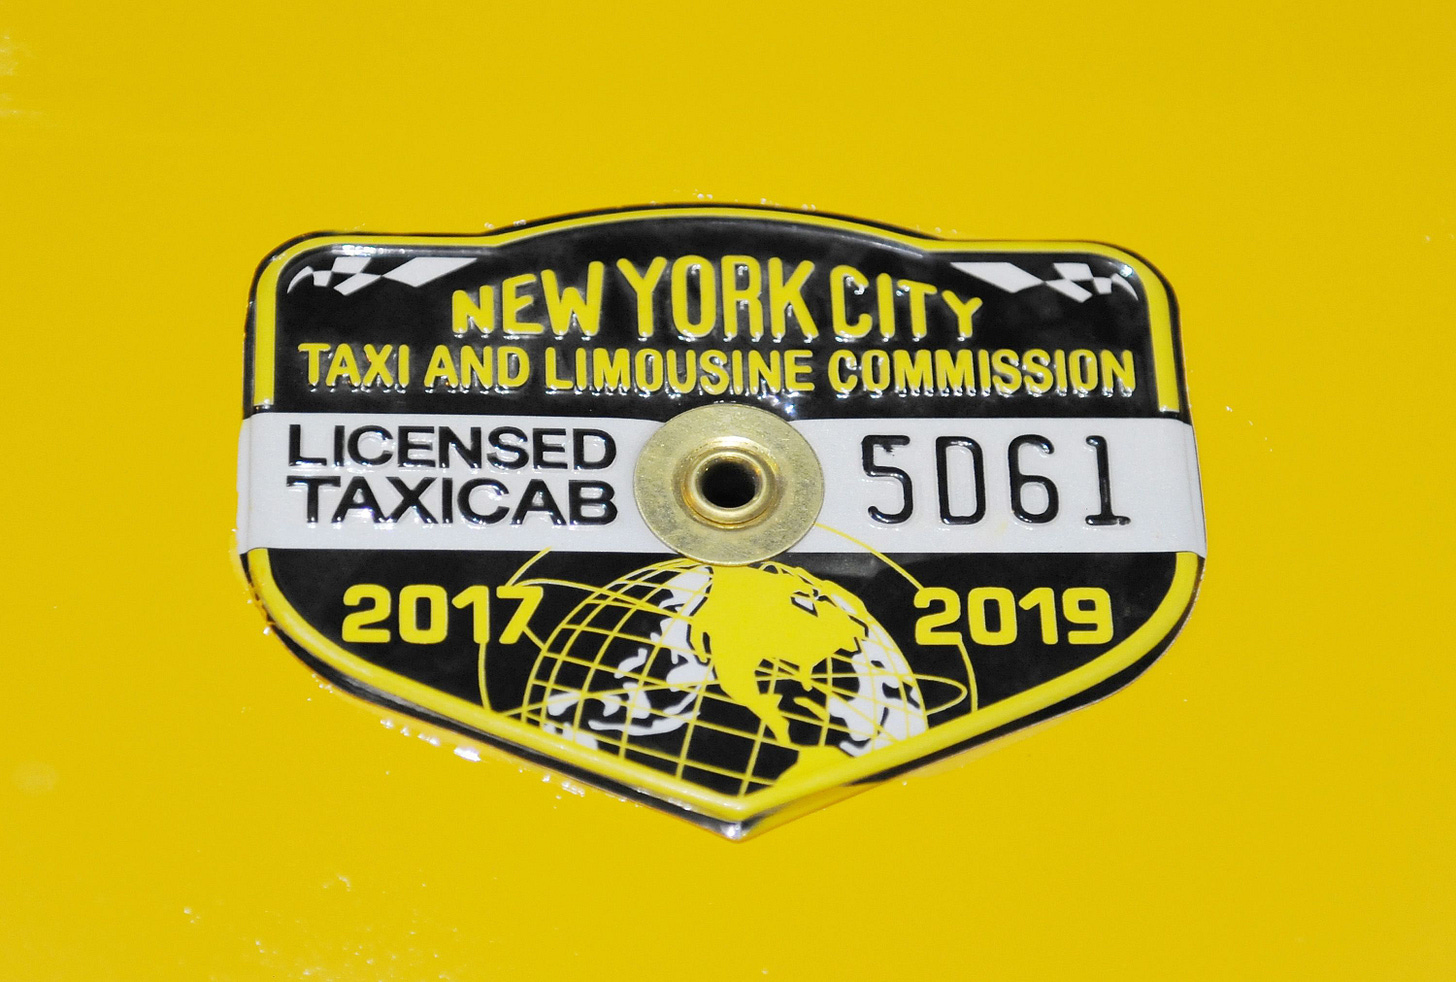 NEW YORK CITY
TAXI AND LIMOUSINE COMMISSION
LICENSED
TAXICAB
5D61
2017
2019